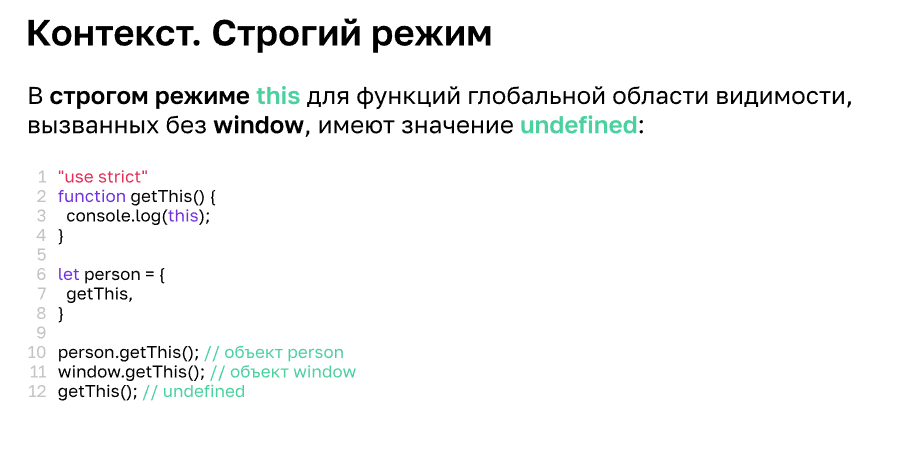 Контекст. Строгий режим
В строгом режиме this для функций глобальной области видимости,
вызванных без window, имеют значение undefined:
1 "use strict"
2 function getThis() {
3 console.log(this);
4 }
5
6 let person = {
7 getThis,
8 }
9
10 person.getThis(); // объект person
11 window.getThis(); // объект window
12 getThis(); // undefined